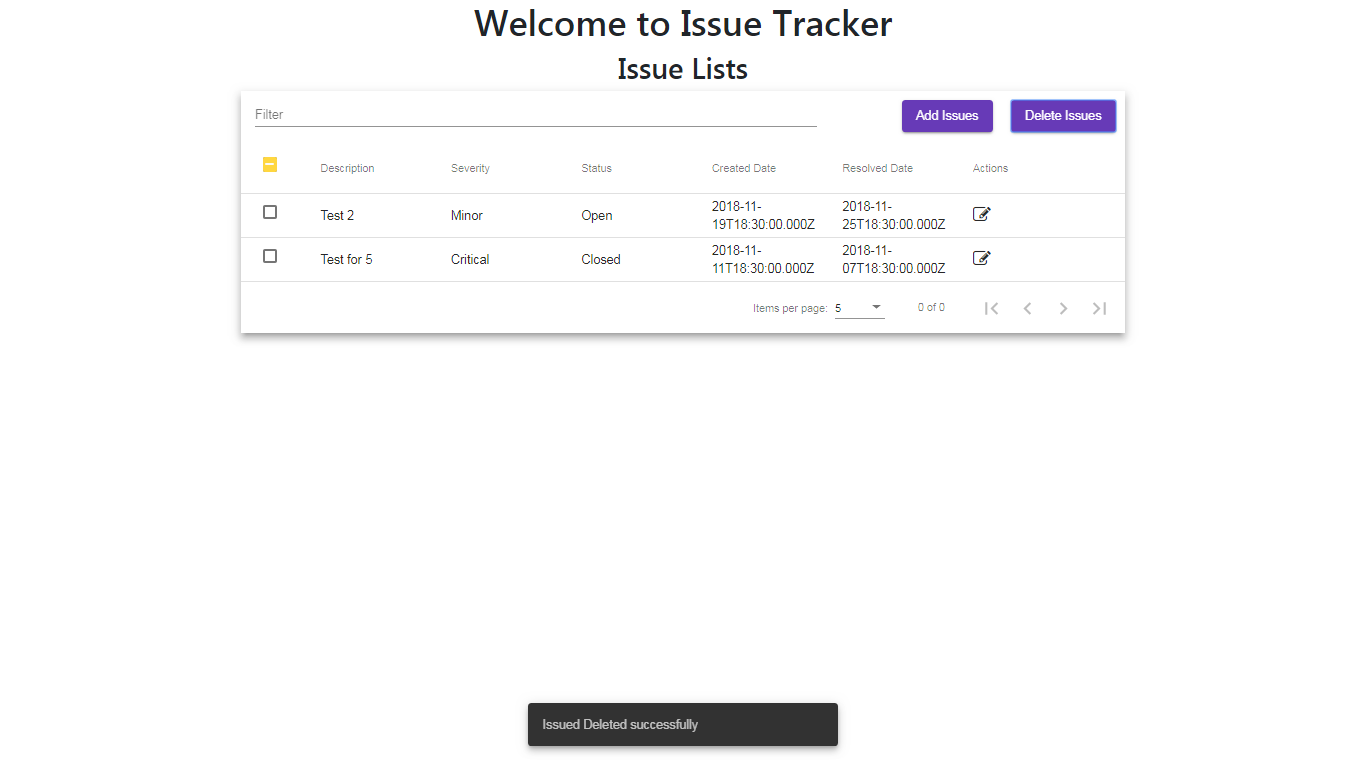 Welcome to Issue Tracker
Issue Lists
Filter
Add Issues
Delete Issues
Description Severity Status Created Date Resolved Date Actions
Test 2 Minor Open 2018-11-19T18:30:00.000Z 2018-11-25T18:30:00.000Z
Test for 5 Critical Closed 2018-11-11T18:30:00.000Z 2018-11-07T18:30:00.000Z
Items per page: 5 0 of 0
Issued Deleted successfully